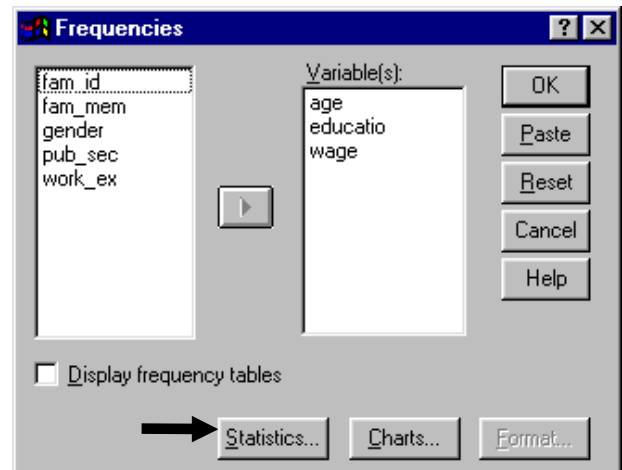 Frequencies
fam_id
fam_mem
gender
pub_sec
work_ex
Variable(s):
age
educatio
wage
OK
Paste
Reset
Cancel
Help
Display frequency tables
Statistics...
Charts...
Format...